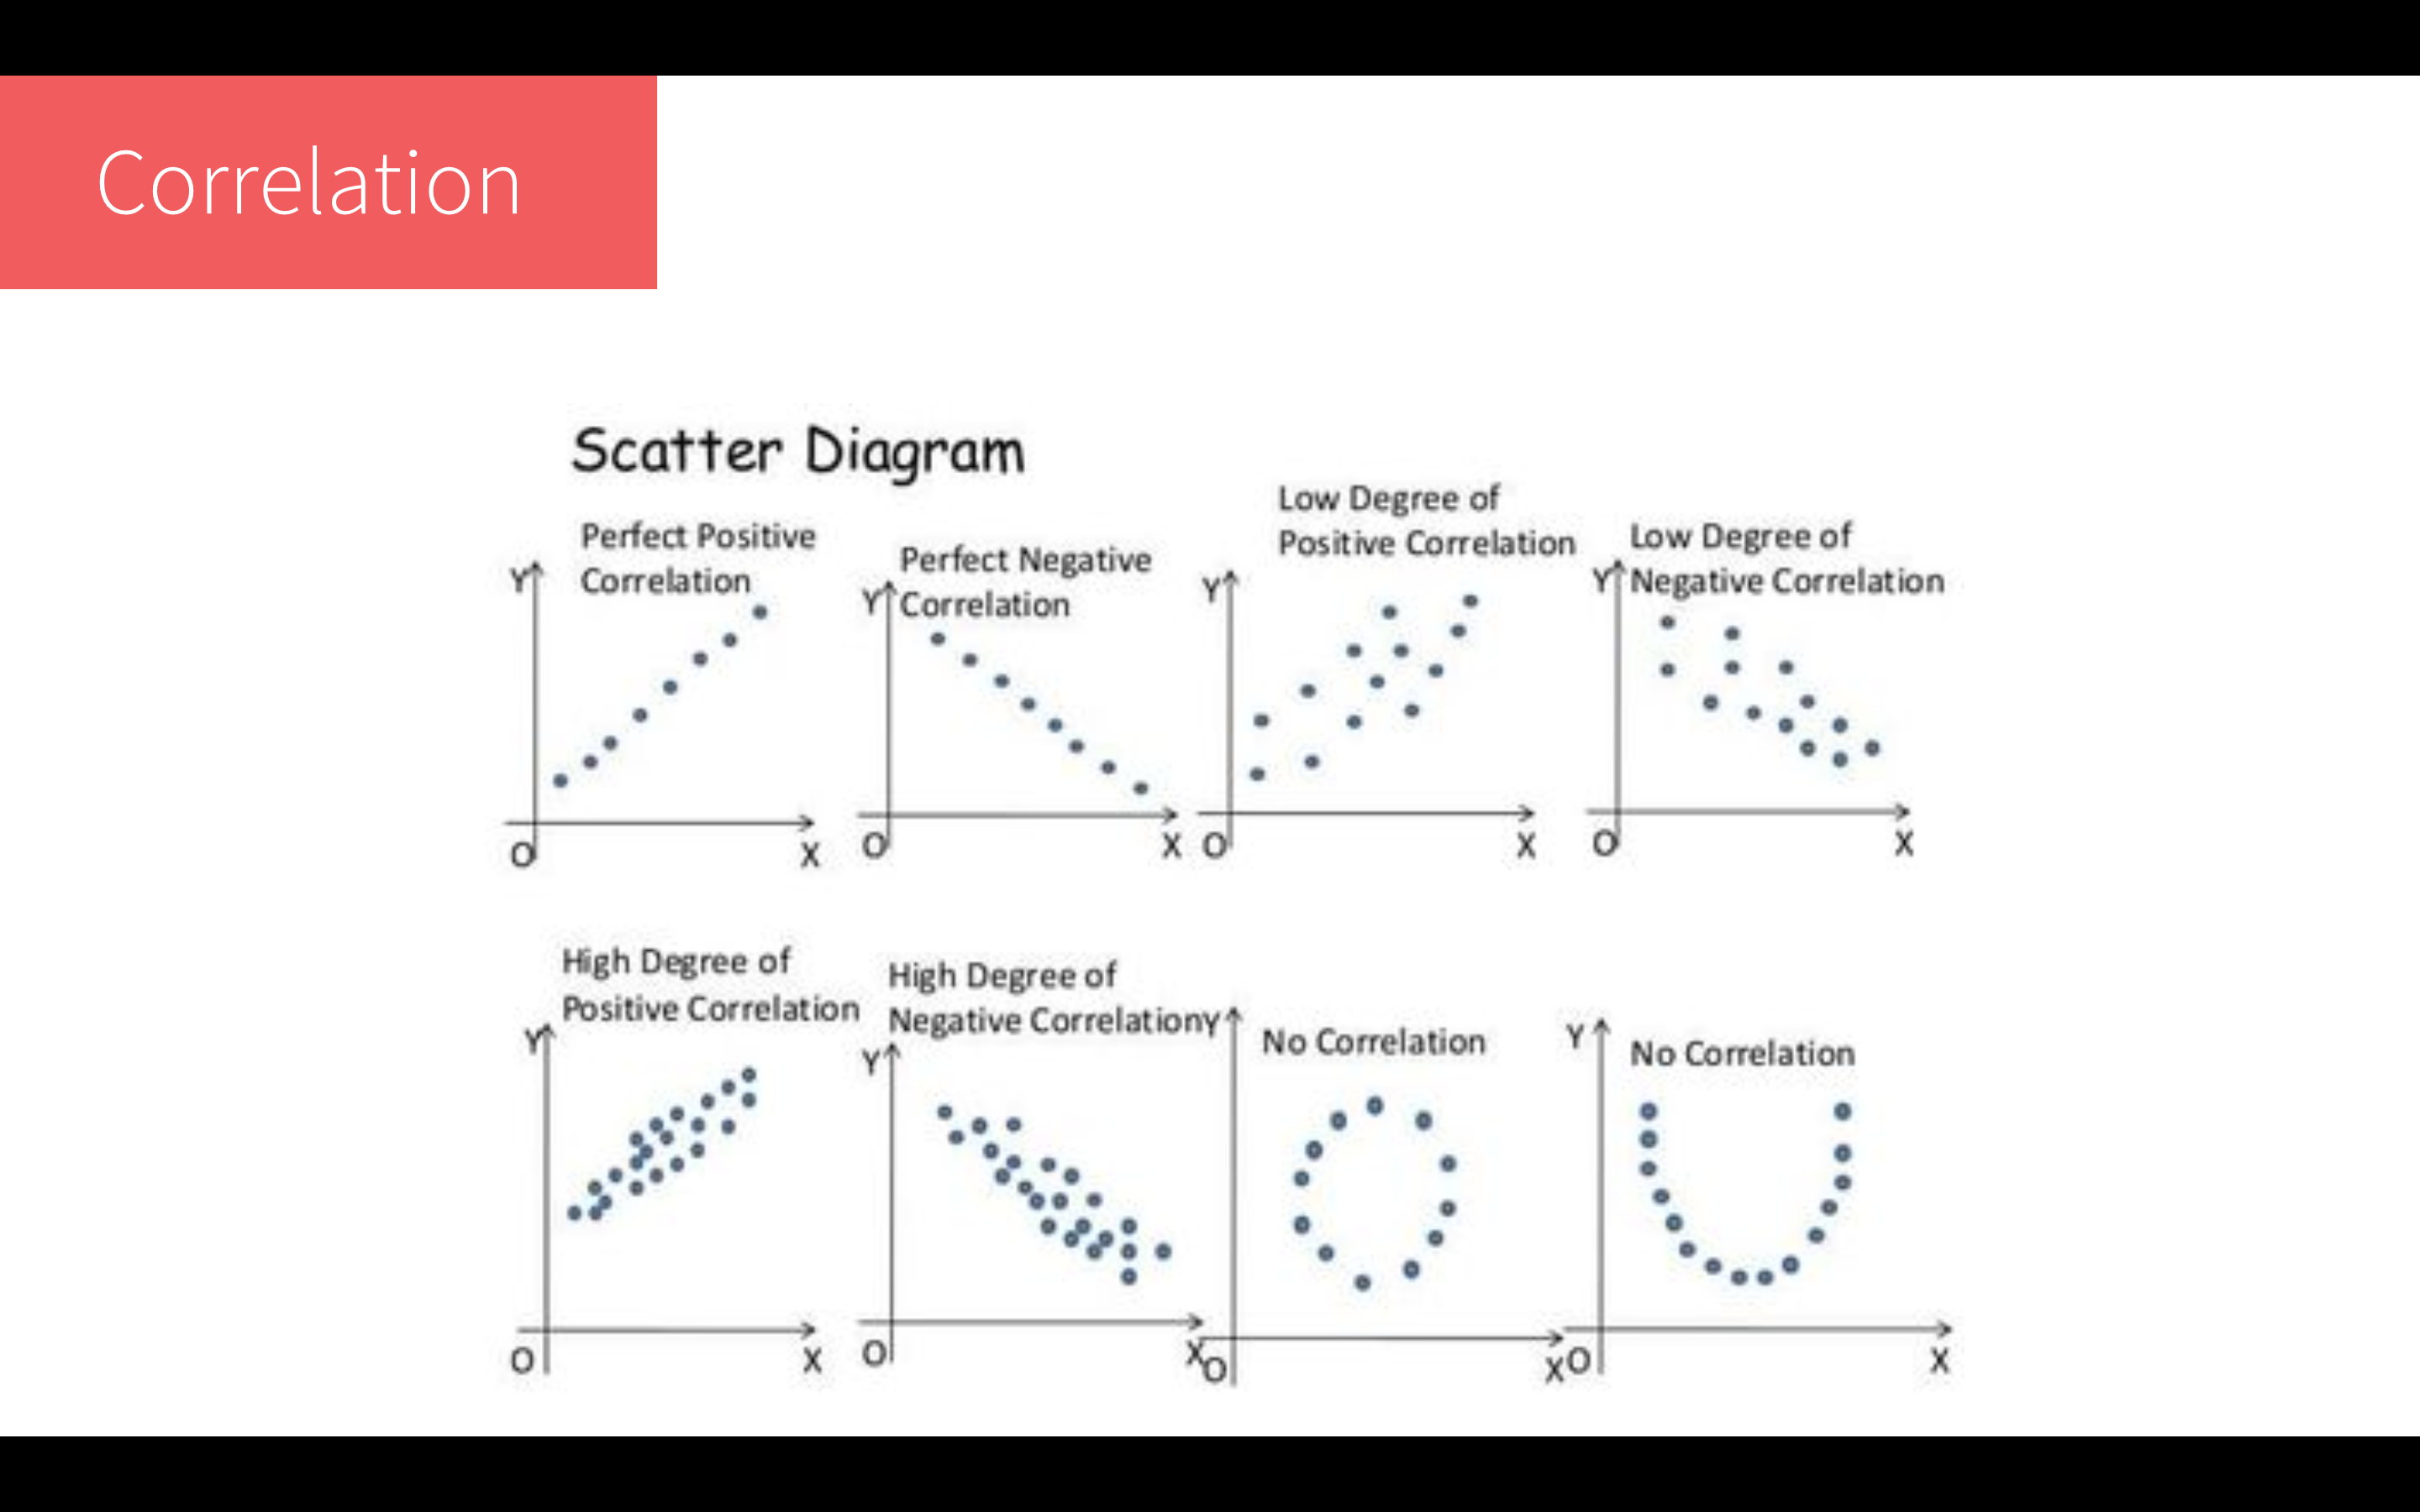 Correlation
Scatter Diagram
Perfect Positive
Correlation
Y
O
X
Perfect Negative
Correlation
Y
O
X
Low Degree of
Positive Correlation
Y
O
X
Low Degree of
Negative Correlation
Y
O
X
High Degree of
Positive Correlation
Y
O
X
High Degree of
Negative Correlation
Y
O
X
No Correlation
Y
O
X
No Correlation
Y
O
X